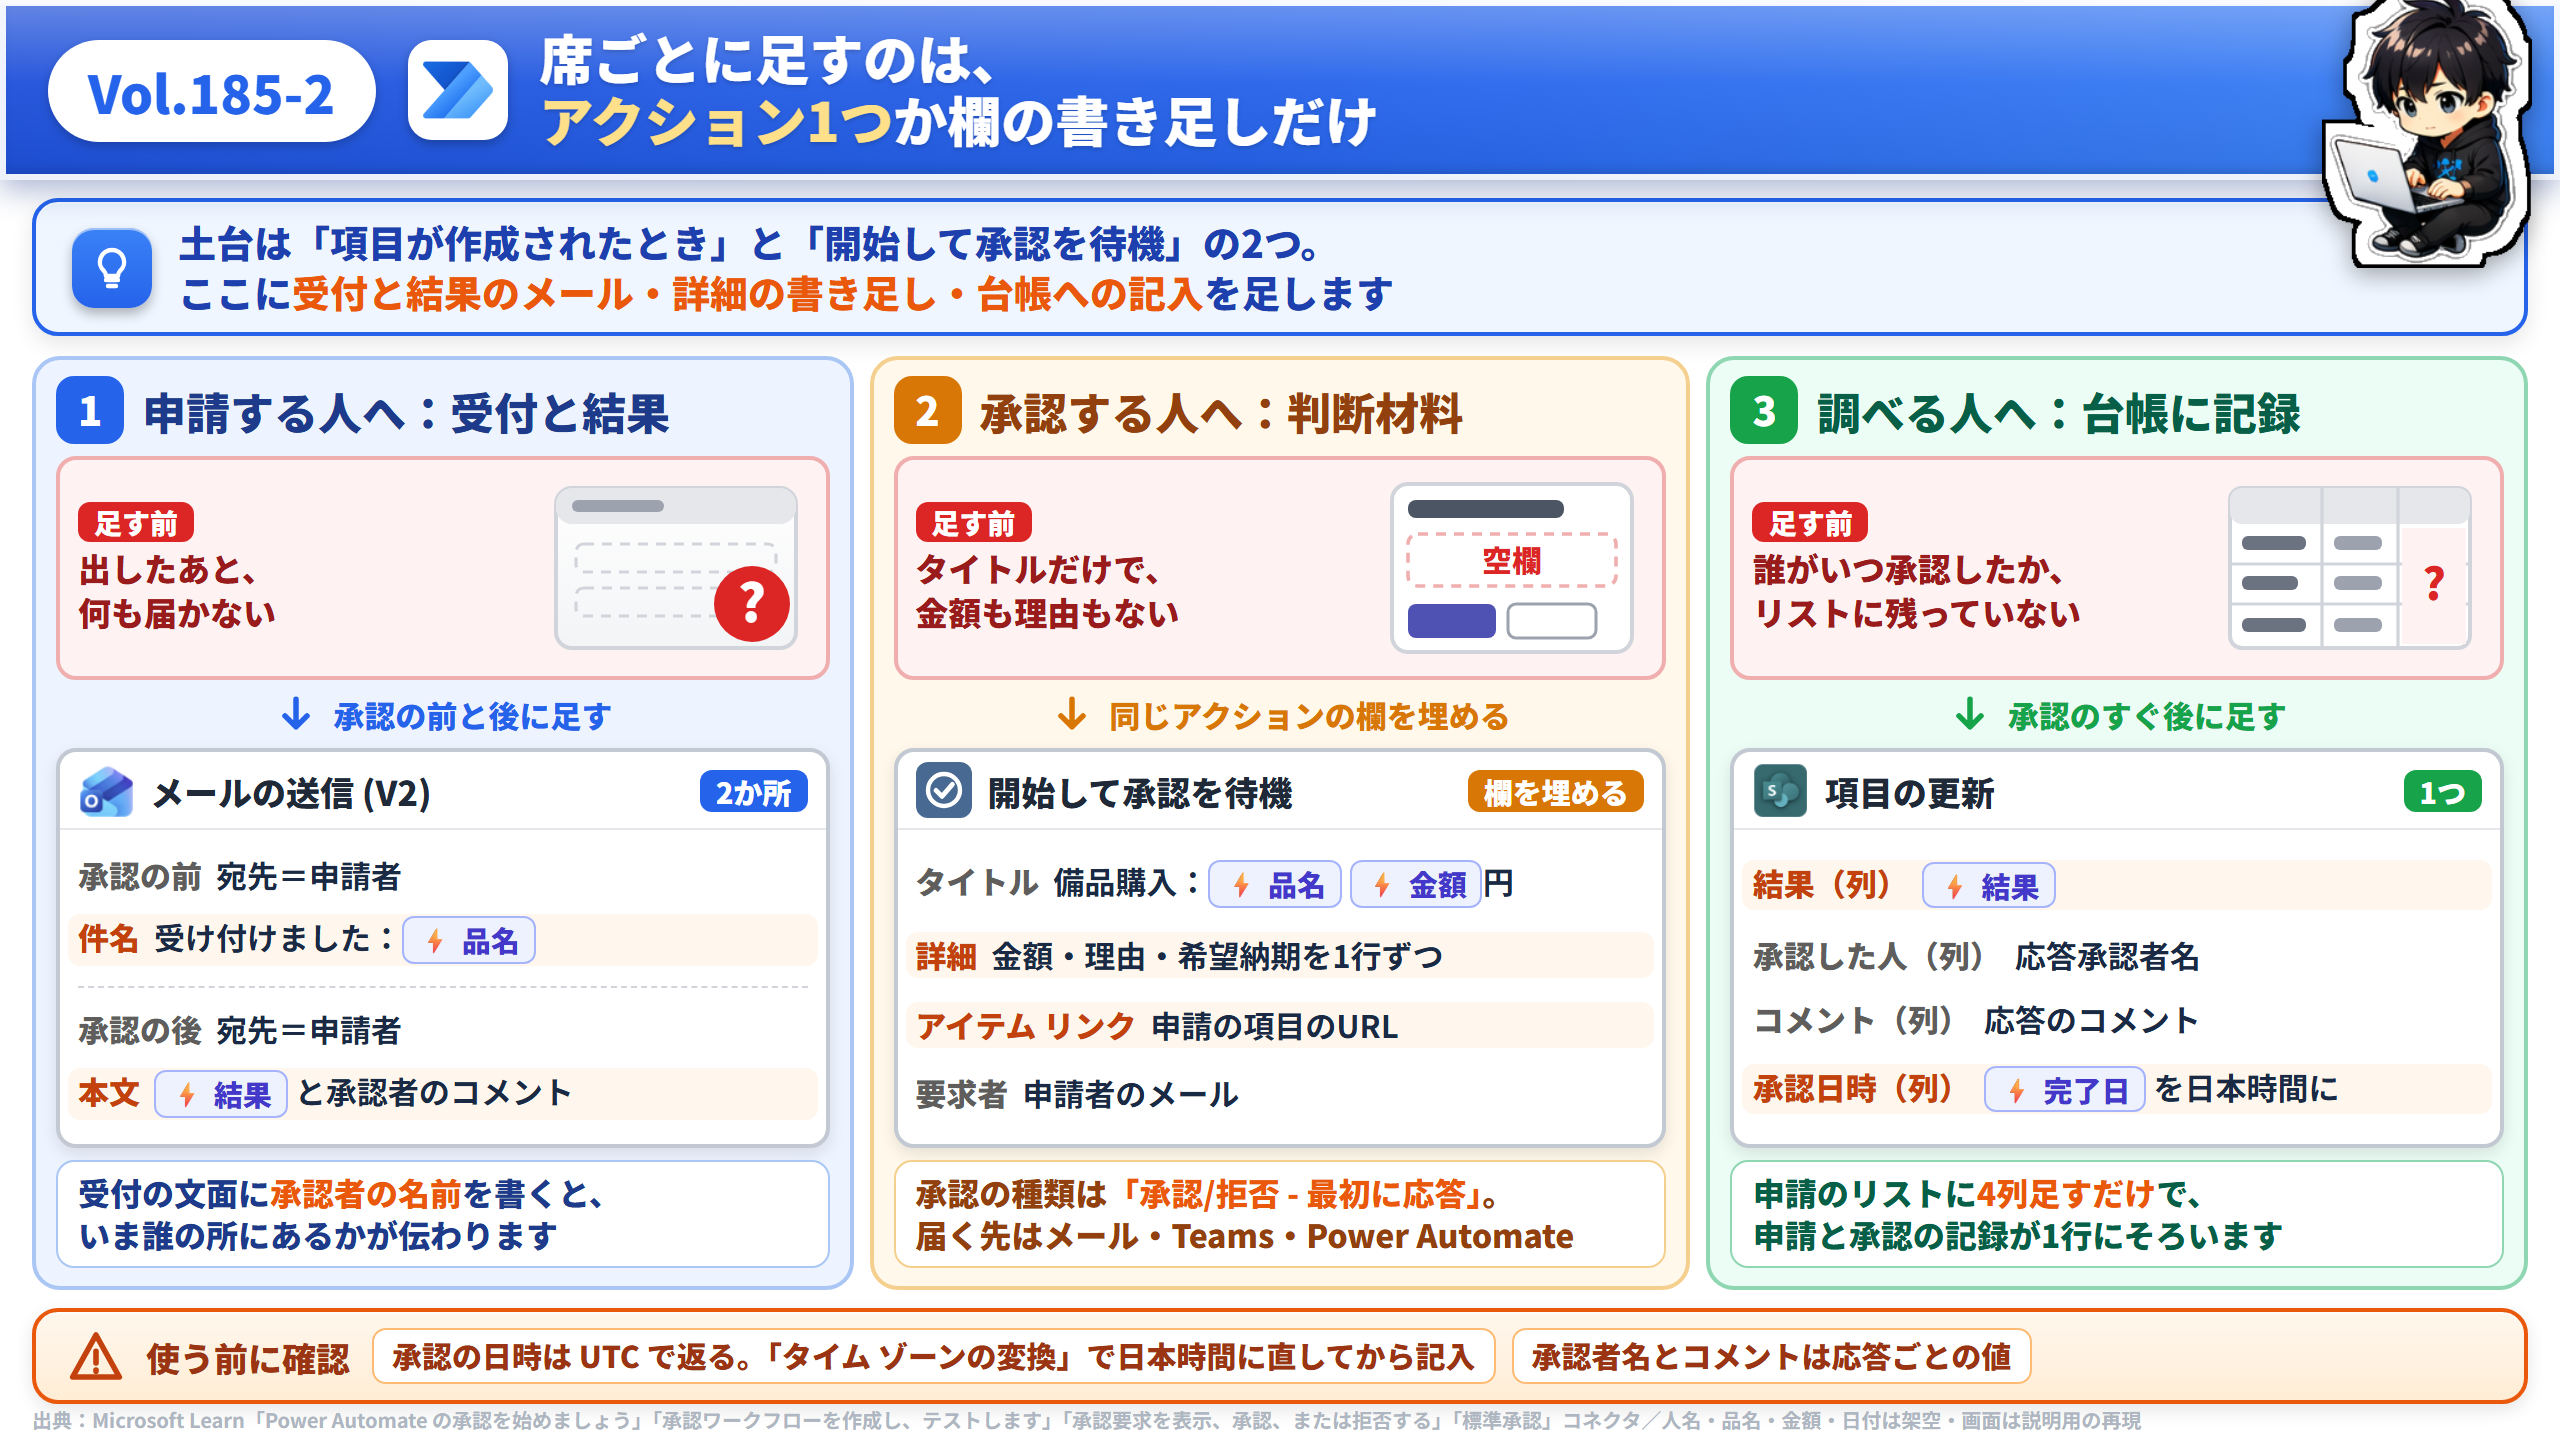 Vol.185-2
席ごとに足すのは、
アクション1つか欄の書き足しだけ
土台は「項目が作成されたとき」と「開始して承認を待機」の2つ。
ここに受付と結果のメール・詳細の書き足し・台帳への記入を足します
1 申請する人へ：受付と結果
足す前
出したあと、
何も届かない
?
承認の前と後に足す
メールの送信 (V2) 2か所
承認の前 宛先＝申請者
件名 受け付けました： 品名
承認の後 宛先＝申請者
本文 結果 と承認者のコメント
受付の文面に承認者の名前を書くと、
いま誰の所にあるかが伝わります
2 承認する人へ：判断材料
足す前
タイトルだけで、
金額も理由もない
空欄
同じアクションの欄を埋める
開始して承認を待機 欄を埋める
タイトル 備品購入： 品名 金額 円
詳細 金額・理由・希望納期を1行ずつ
アイテム リンク 申請の項目のURL
要求者 申請者のメール
承認の種類は「承認/拒否 - 最初に応答」。
届く先はメール・Teams・Power Automate
3 調べる人へ：台帳に記録
足す前
誰がいつ承認したか、
リストに残っていない
?
承認のすぐ後に足す
項目の更新 1つ
結果（列） 結果
承認した人（列） 応答承認者名
コメント（列） 応答のコメント
承認日時（列） 完了日 を日本時間に
申請のリストに4列足すだけで、
申請と承認の記録が1行にそろいます
使う前に確認 承認の日時は UTC で返る。「タイム ゾーンの変換」で日本時間に直してから記入 承認者名とコメントは応答ごとの値
出典：Microsoft Learn「Power Automate の承認を始めましょう」「承認ワークフローを作成し、テストします」「承認要求を表示、承認、または拒否する」「標準承認」コネクタ／人名・品名・金額・日付は架空・画面は説明用の再現